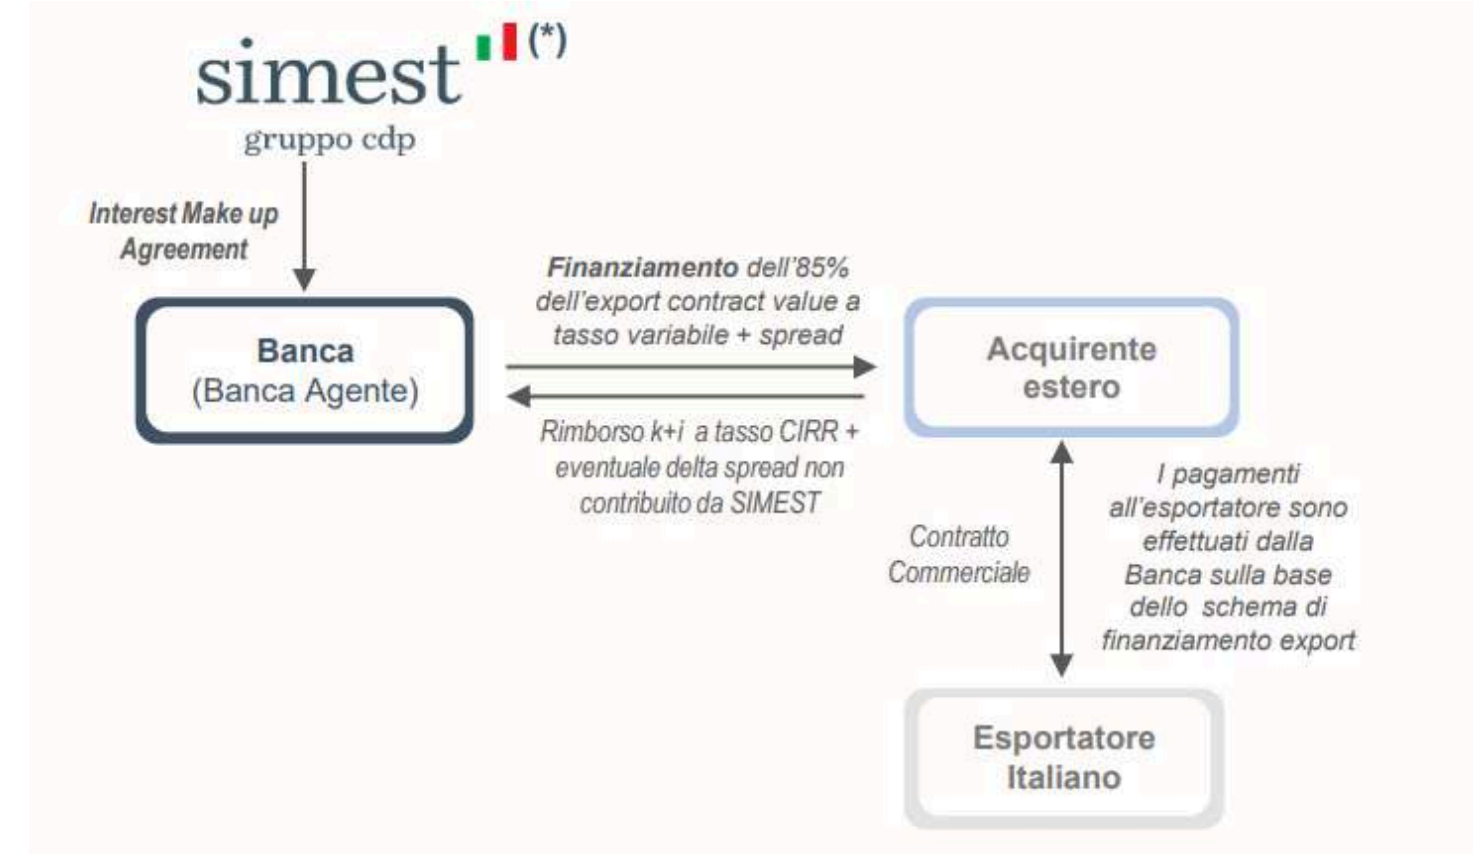 simest (*)
gruppo cdp
Interest Make up
Agreement
Banca
(Banca Agente)
Finanziamento dell'85%
dell'export contract value a
tasso variabile + spread
Rimborso k+i a tasso CIRR +
eventuale delta spread non
contribuito da SIMEST
Acquirente
estero
Contratto
Commerciale
I pagamenti
all'esportatore sono
effettuati dalla
Banca sulla base
dello schema di
finanziamento export
Esportatore
Italiano